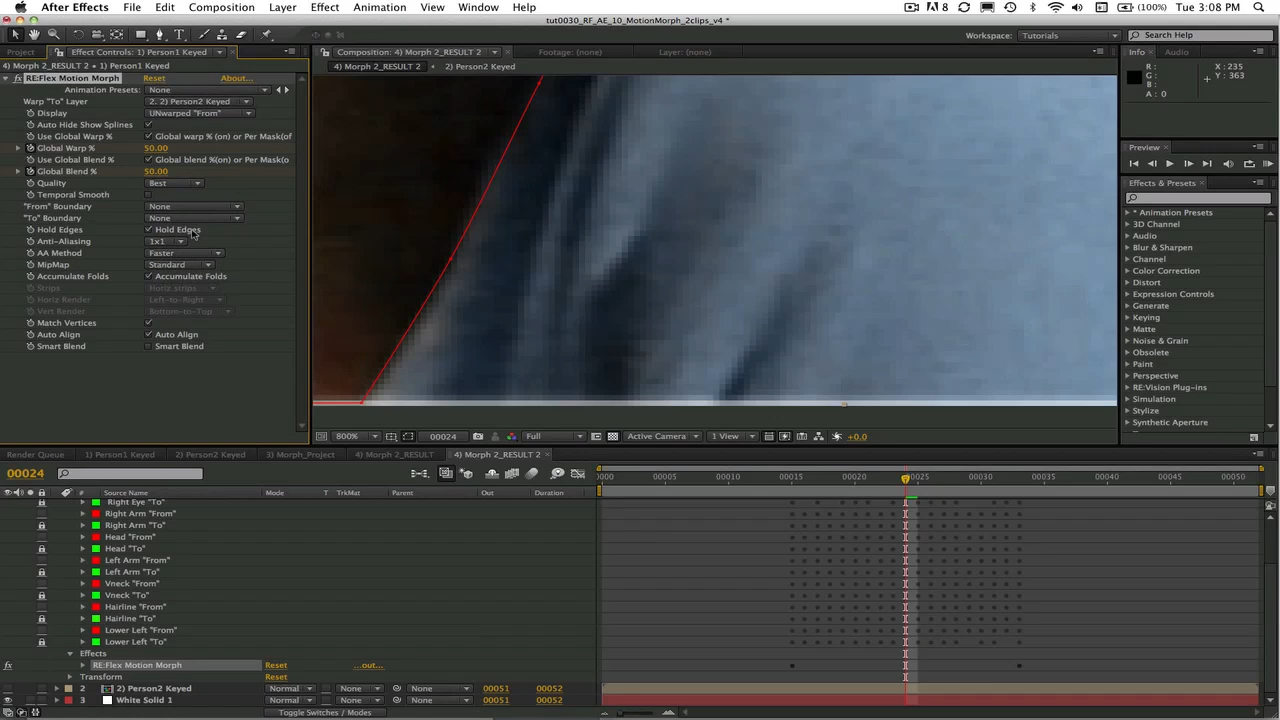 After Effects File Edit Composition Layer Effect Animation View Window Help 8 (100%) Tue 3:08 PM
tut0030_RF_AE_10_MotionMorph_2clips_v4 *
Workspace: Tutorials Search Help
Project Effect Controls: 1) Person1 Keyed Composition: 4) Morph 2_RESULT 2 Footage: (none) Layer: (none) Info Audio
4) Morph 2_RESULT 2 • 1) Person1 Keyed 4) Morph 2_RESULT 2 2) Person2 Keyed
RE:Flex Motion Morph Reset About...
Animation Presets: None
Warp "To" Layer 2. 2) Person2 Keyed
Display UNwarped "From"
Auto Hide Show Splines
Use Global Warp % Global warp % (on) or Per Mask(of
Global Warp % 50.00
Use Global Blend % Global blend %(on) or Per Mask(o
Global Blend % 50.00
Quality Best
Temporal Smooth
"From" Boundary None
"To" Boundary None
Hold Edges Hold Edges
Anti-Aliasing 1x1
AA Method Faster
MipMap Standard
Accumulate Folds Accumulate Folds
Strips Horiz strips
Horiz Render Left-to-Right
Vert Render Bottom-to-Top
Match Vertices
Auto Align Auto Align
Smart Blend Smart Blend
R:
G:
B:
A: 0
X: 235
Y: 363
Preview
Effects & Presets
* Animation Presets
3D Channel
Audio
Blur & Sharpen
Channel
Color Correction
Distort
Expression Controls
Generate
Keying
Matte
Noise & Grain
Obsolete
Paint
Perspective
RE:Vision Plug-ins
Simulation
Stylize
Synthetic Aperture
800% 00024 Full Active Camera 1 View +0.0
Render Queue 1) Person1 Keyed 2) Person2 Keyed 3) Morph_Project 4) Morph 2_RESULT 4) Morph 2_RESULT 2
00024
0000 00005 00010 00015 00020 00025 00030 00035 00040 00045 00050
# Source Name Mode T TrkMat Parent Out Duration
Right Eye "To"
Right Arm "From"
Right Arm "To"
Head "From"
Head "To"
Left Arm "From"
Left Arm "To"
Vneck "From"
Vneck "To"
Hairline "From"
Hairline "To"
Lower Left "From"
Lower Left "To"
Effects
RE:Flex Motion Morph Reset ...out...
Transform Reset
2 2) Person2 Keyed Normal None None 00051 00052
3 White Solid 1 Normal None None 00051 00052
Toggle Switches / Modes